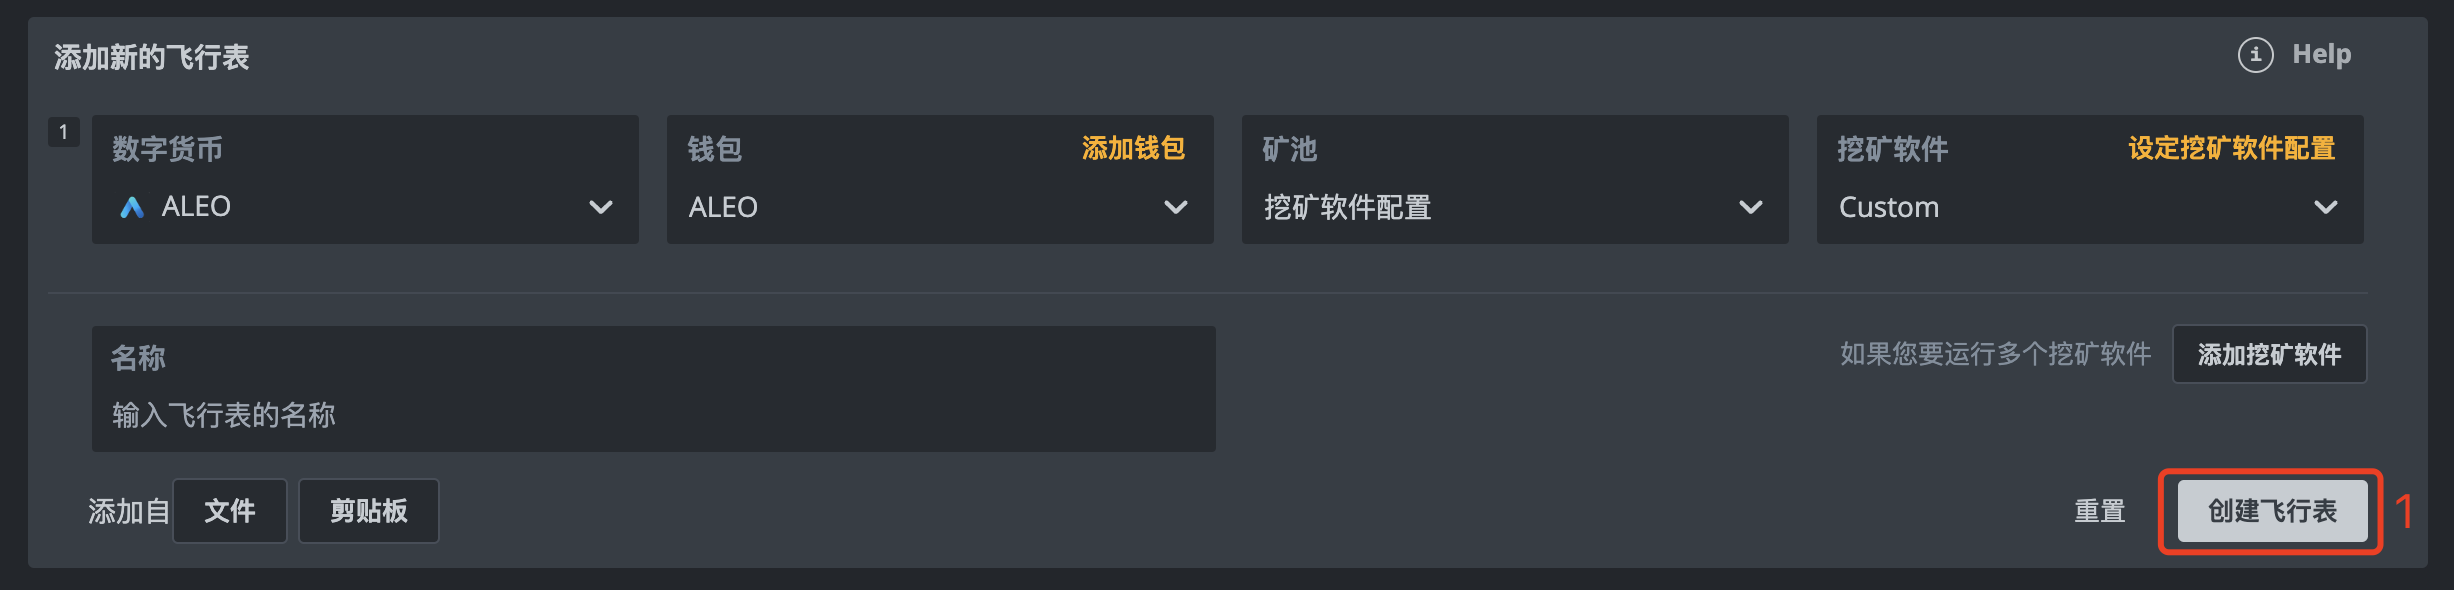 添加新的飞行表
Help
1
数字货币
ALEO
钱包
添加钱包
ALEO
矿池
挖矿软件配置
挖矿软件
设定挖矿软件配置
Custom
名称
输入飞行表的名称
如果您要运行多个挖矿软件
添加挖矿软件
添加自
文件
剪贴板
重置
创建飞行表
1